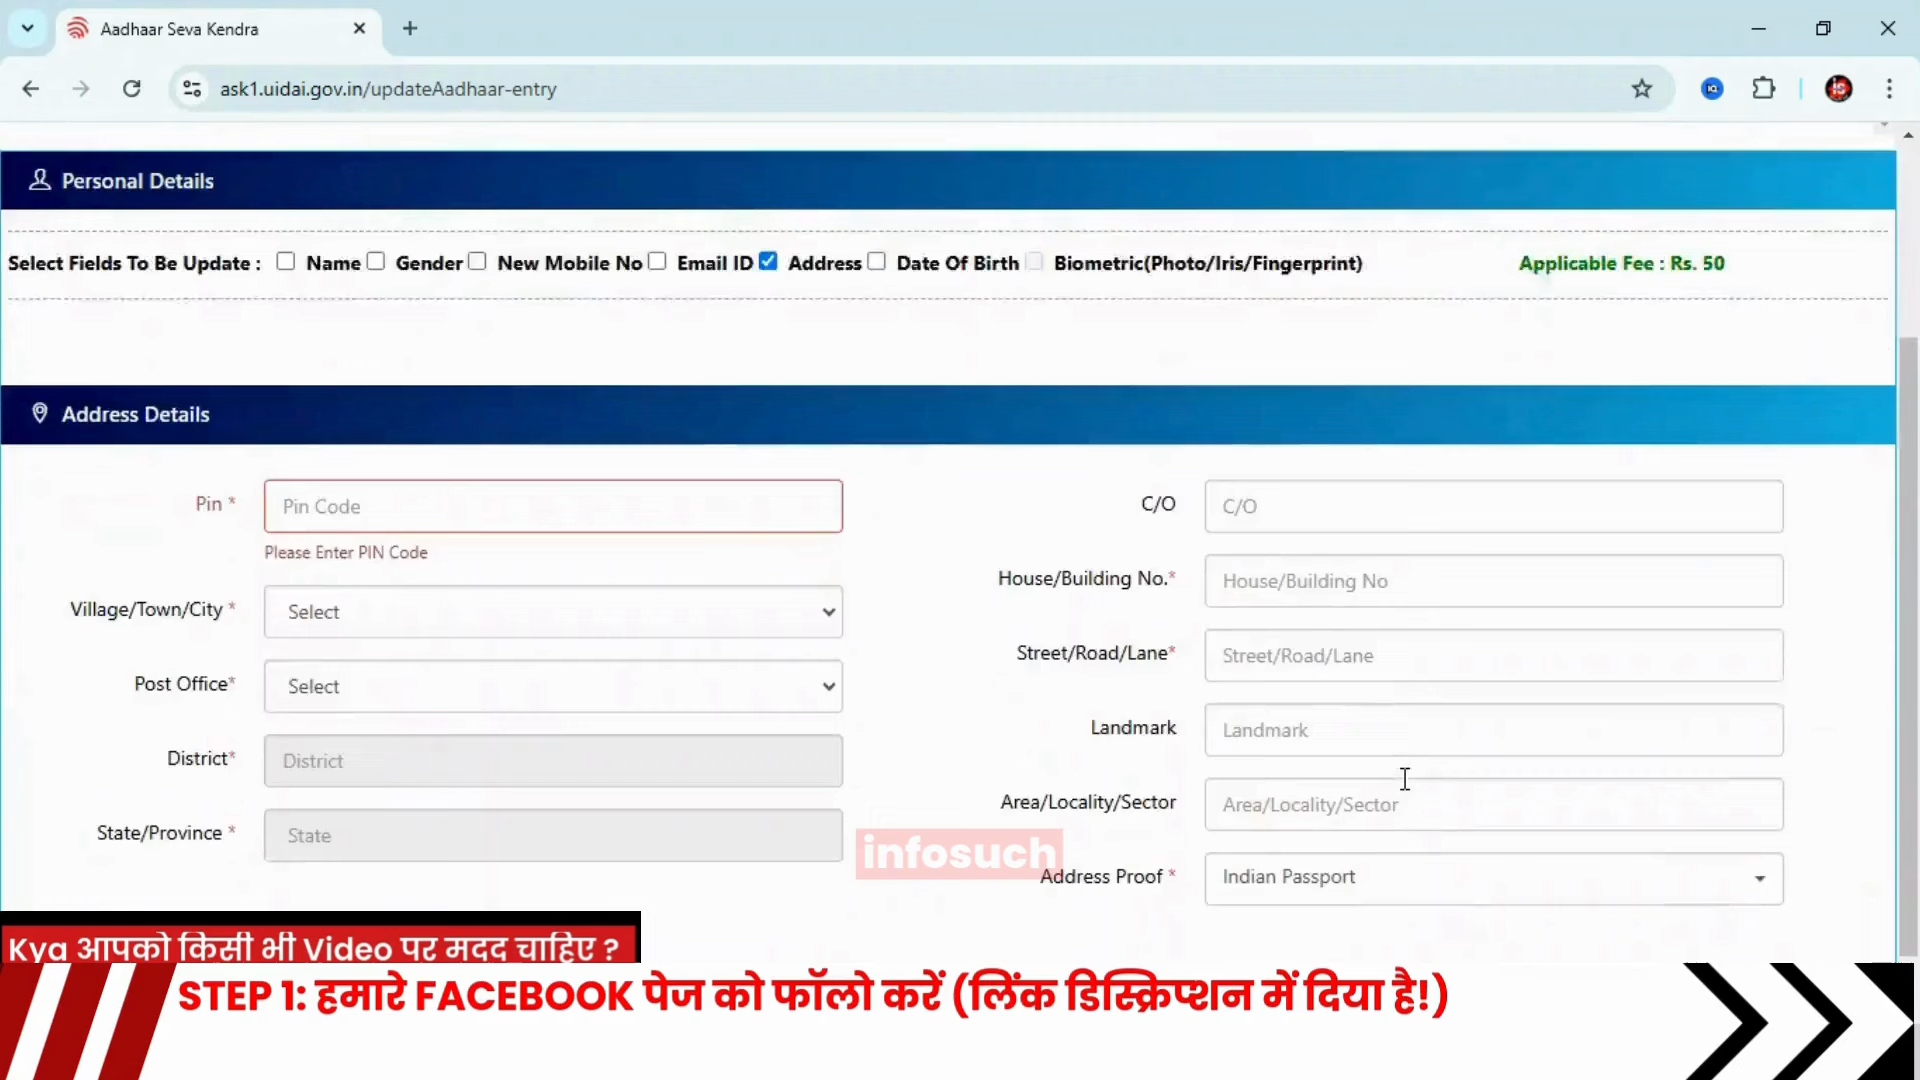 Aadhaar Seva Kendra
ask1.uidai.gov.in/updateAadhaar-entry
Personal Details
Select Fields To Be Update : Name Gender New Mobile No Email ID Address Date Of Birth Biometric(Photo/Iris/Fingerprint) Applicable Fee : Rs. 50
Address Details
Pin * Pin Code
Please Enter PIN Code
Village/Town/City * Select
Post Office* Select
District* District
State/Province * State
C/O C/O
House/Building No.* House/Building No
Street/Road/Lane* Street/Road/Lane
Landmark Landmark
Area/Locality/Sector Area/Locality/Sector
Address Proof * Indian Passport
infosuch
Kya आपको किसी भी Video पर मदद चाहिए ?
STEP 1: हमारे FACEBOOK पेज को फॉलो करें (लिंक डिस्क्रिप्शन में दिया है!)